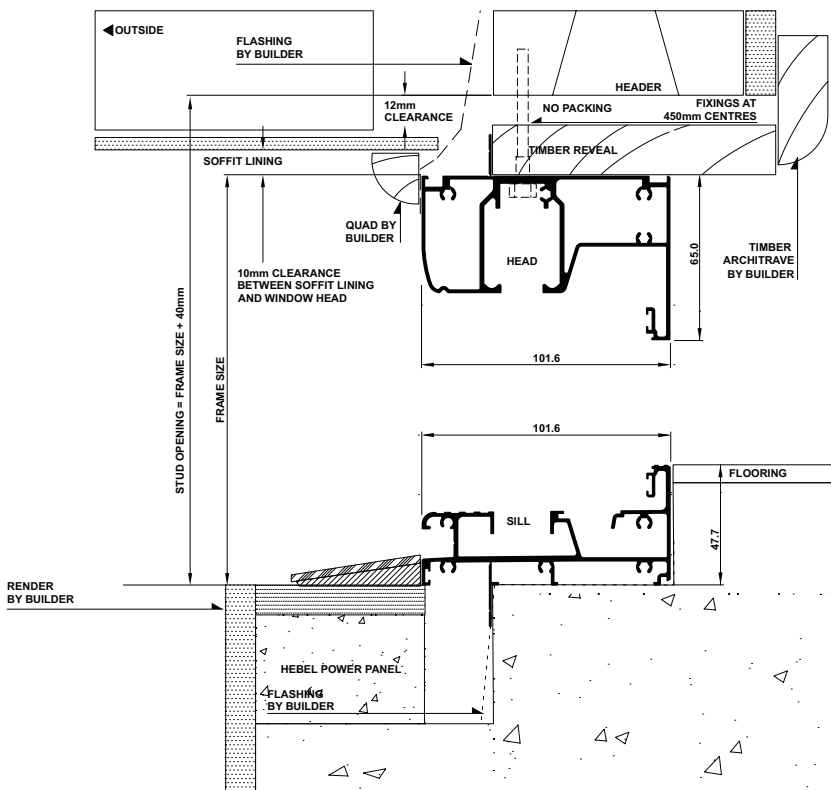 OUTSIDE
FLASHING
BY BUILDER
HEADER
12mm
CLEARANCE
NO PACKING
FIXINGS AT
450mm CENTRES
SOFFIT LINING
TIMBER REVEAL
QUAD BY
BUILDER
HEAD
65.0
TIMBER
ARCHITRAVE
BY BUILDER
10mm CLEARANCE
BETWEEN SOFFIT LINING
AND WINDOW HEAD
STUD OPENING = FRAME SIZE + 40mm
FRAME SIZE
101.6
101.6
FLOORING
SILL
47.7
RENDER
BY BUILDER
HEBEL POWER PANEL
FLASHING
BY BUILDER